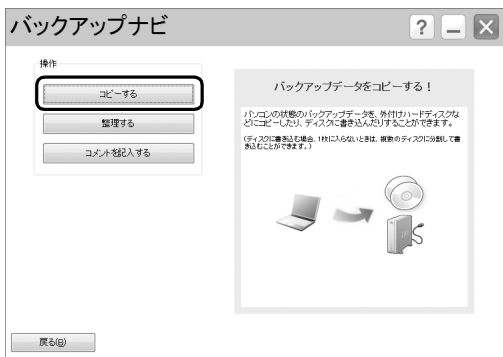 バックアップナビ
?
操作
コピーする
整理する
コメントを記入する
バックアップデータをコピーする！
パソコンの状態のバックアップデータを、外付けハードディスクな
どにコピーしたり、ディスクに書き込んだりすることができます。
(ディスクに書き込む場合、1枚に入らないときは、複数のディスクに分割して書
き込むことができます。)
戻る(B)